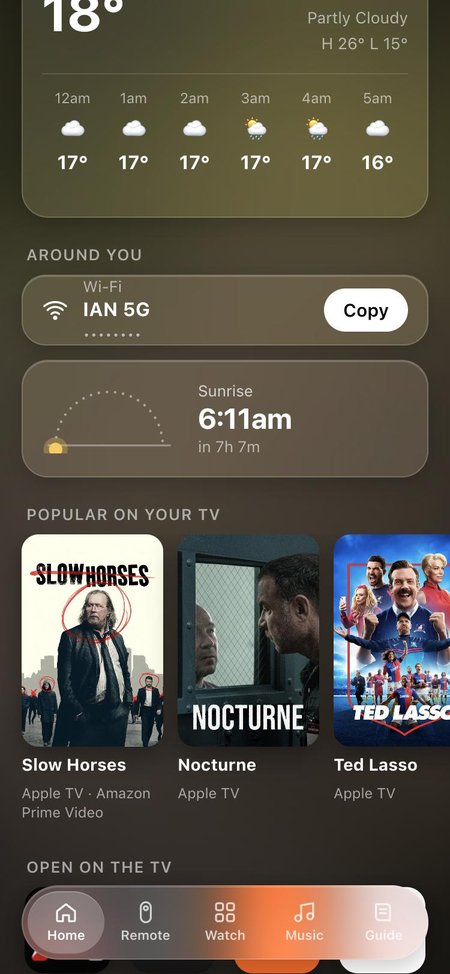 18°
Partly Cloudy
H 26° L 15°
12am 1am 2am 3am 4am 5am
17° 17° 17° 17° 17° 16°
AROUND YOU
Wi-Fi
IAN 5G
Copy
Sunrise
6:11am
in 7h 7m
POPULAR ON YOUR TV
SLOW HORSES
NOCTURNE
TED LASSO
Slow Horses
Nocturne
Ted Lasso
Apple TV · Amazon
Prime Video
Apple TV
Apple TV
OPEN ON THE TV
Home
Remote
Watch
Music
Guide